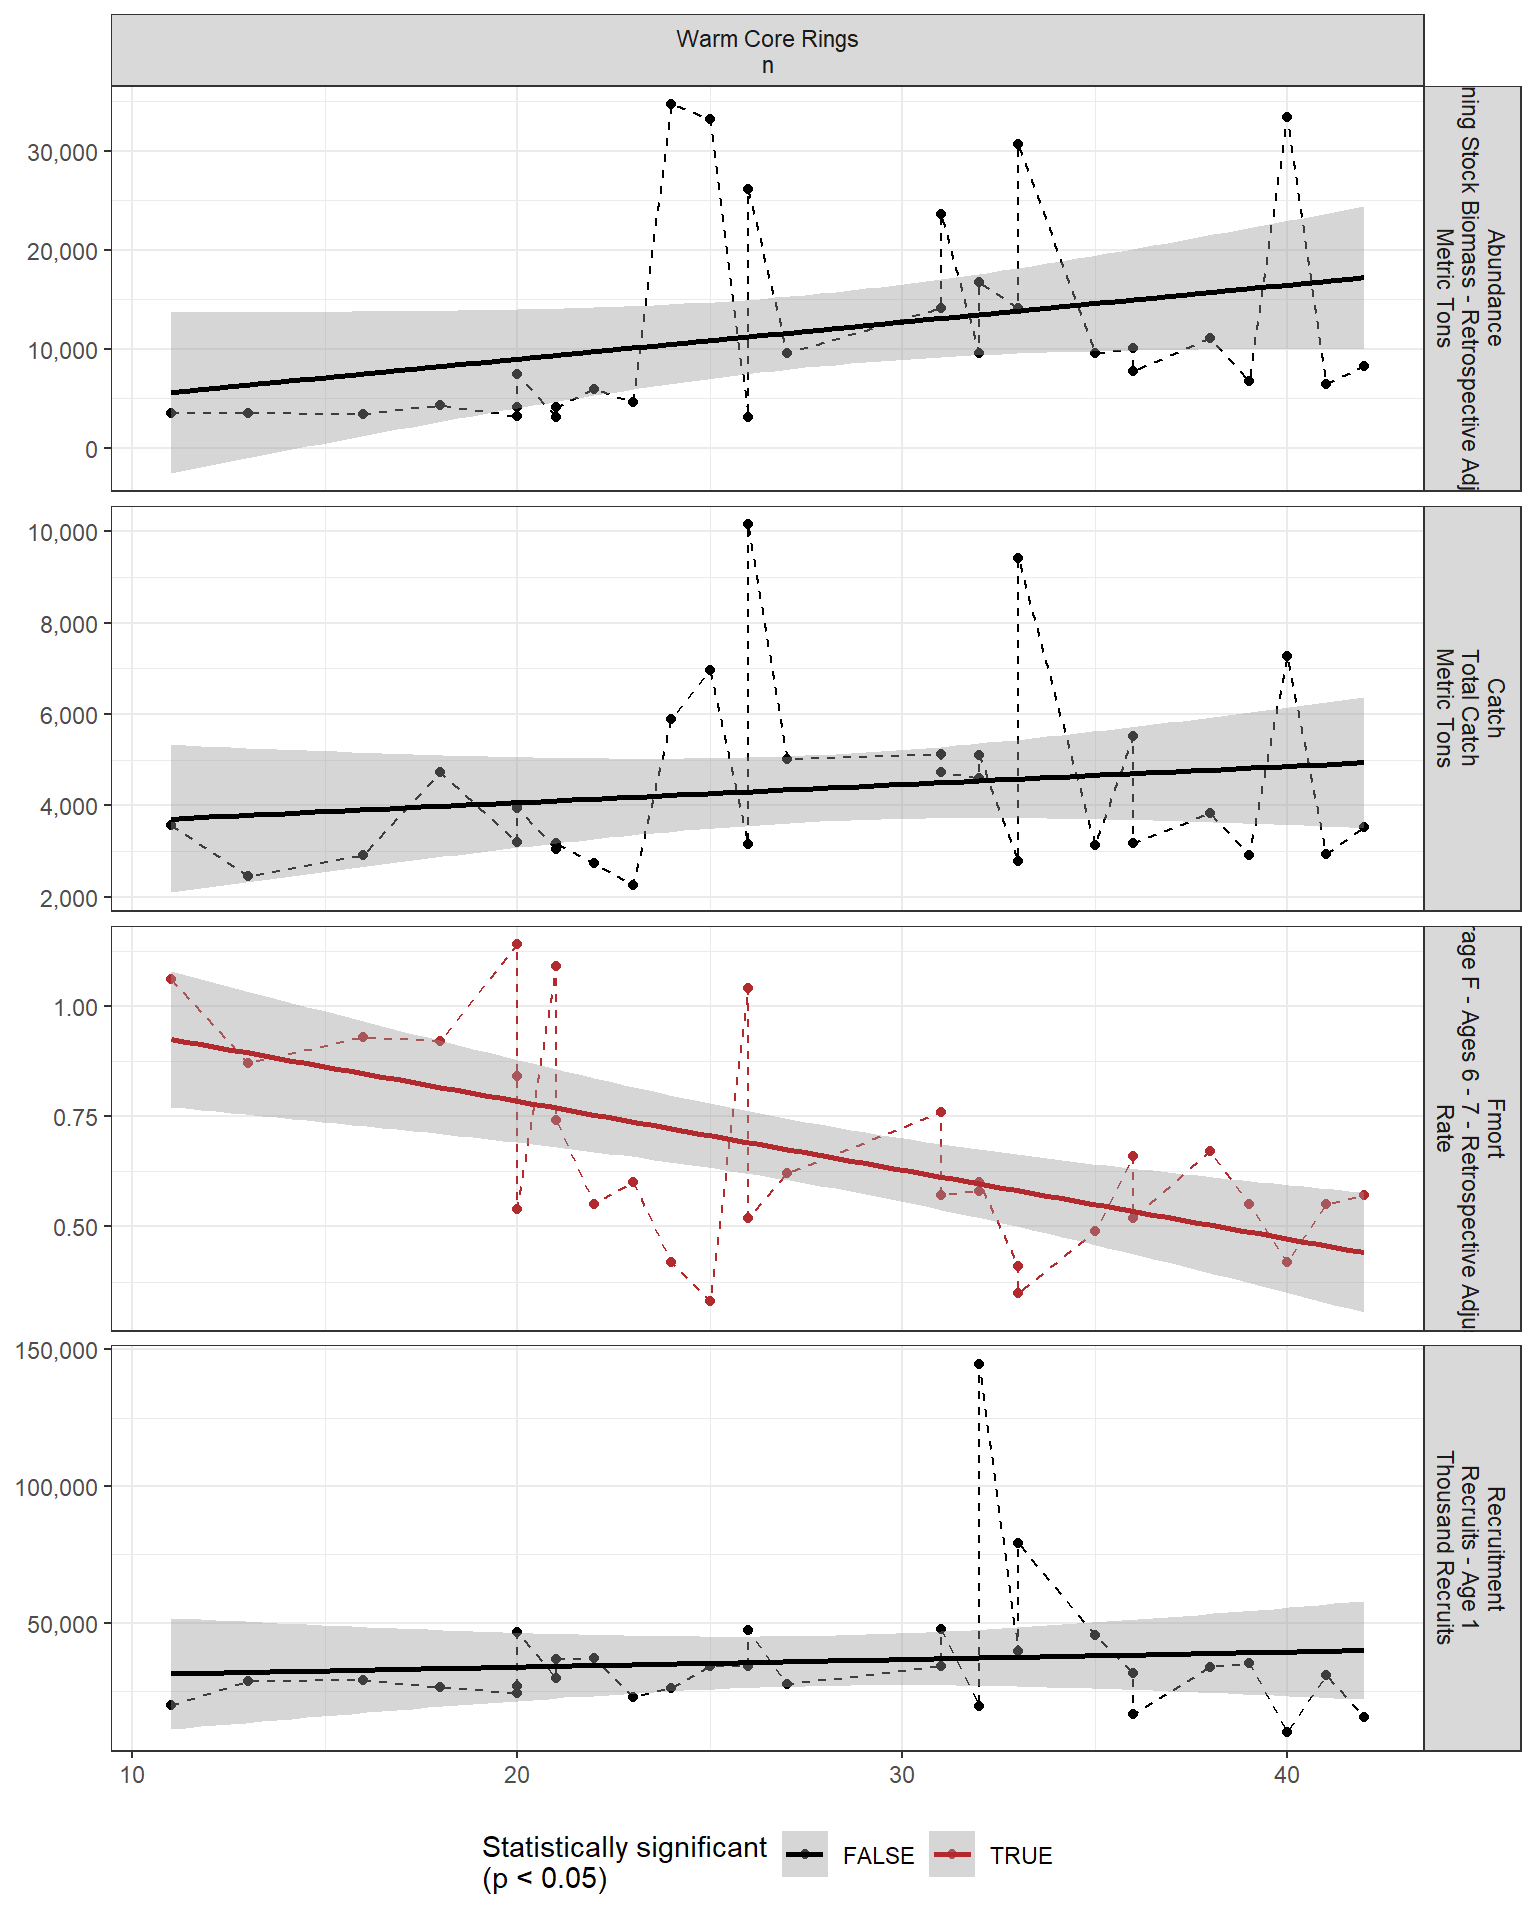 Warm Core Rings
n
30,000
20,000
10,000
0
Abundance
ning Stock Biomass - Retrospective Adj
Metric Tons
10,000
8,000
6,000
4,000
2,000
Catch
Total Catch
Metric Tons
1.00
0.75
0.50
Fmort
rage F - Ages 6 - 7 - Retrospective Adju
Rate
150,000
100,000
50,000
Recruitment
Recruits - Age 1
Thousand Recruits
10 20 30 40
Statistically significant
(p < 0.05)
FALSE TRUE